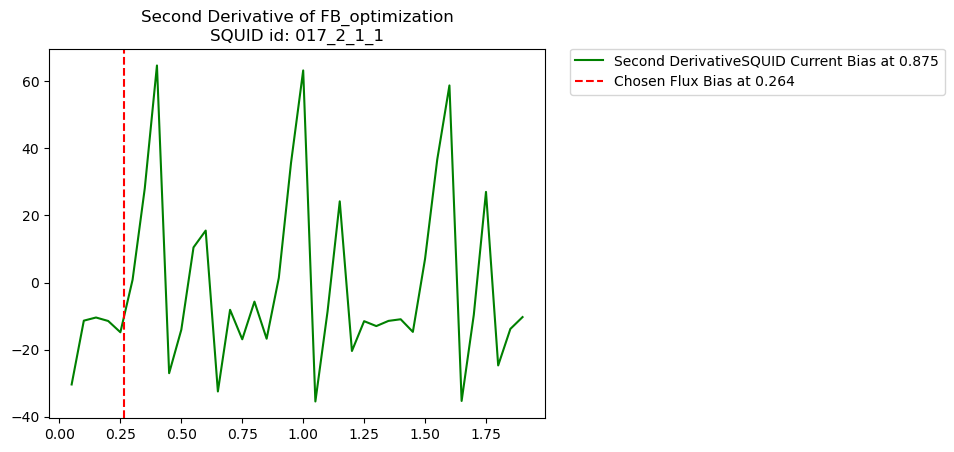 Second Derivative of FB_optimization
SQUID id: 017_2_1_1
60
40
20
0
−20
−40
0.00 0.25 0.50 0.75 1.00 1.25 1.50 1.75
Second DerivativeSQUID Current Bias at 0.875
Chosen Flux Bias at 0.264